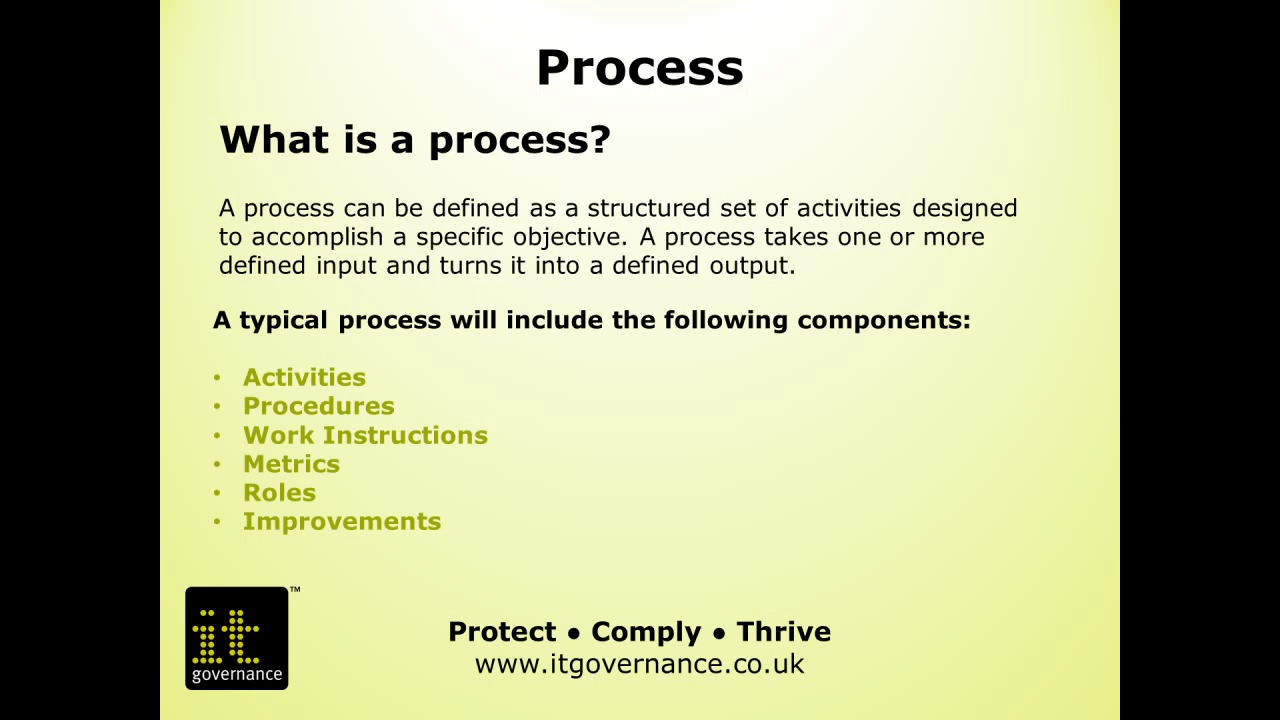 Process
What is a process?
A process can be defined as a structured set of activities designed
to accomplish a specific objective. A process takes one or more
defined input and turns it into a defined output.
A typical process will include the following components:
• Activities
• Procedures
• Work Instructions
• Metrics
• Roles
• Improvements
it
governance
™
Protect ● Comply ● Thrive
www.itgovernance.co.uk